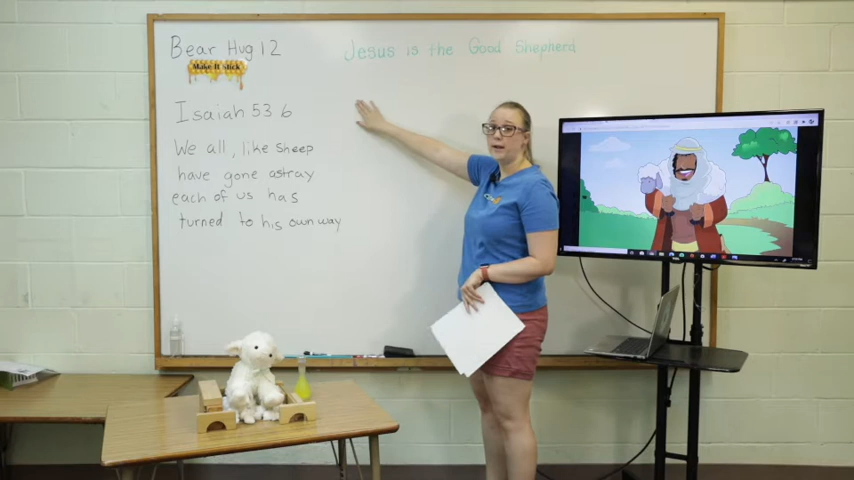 Bear Hug 12
Make It Stick
Jesus is the Good Shepherd
Isaiah 53 6
We all, like sheep
have gone astray
each of us has
turned to his own way